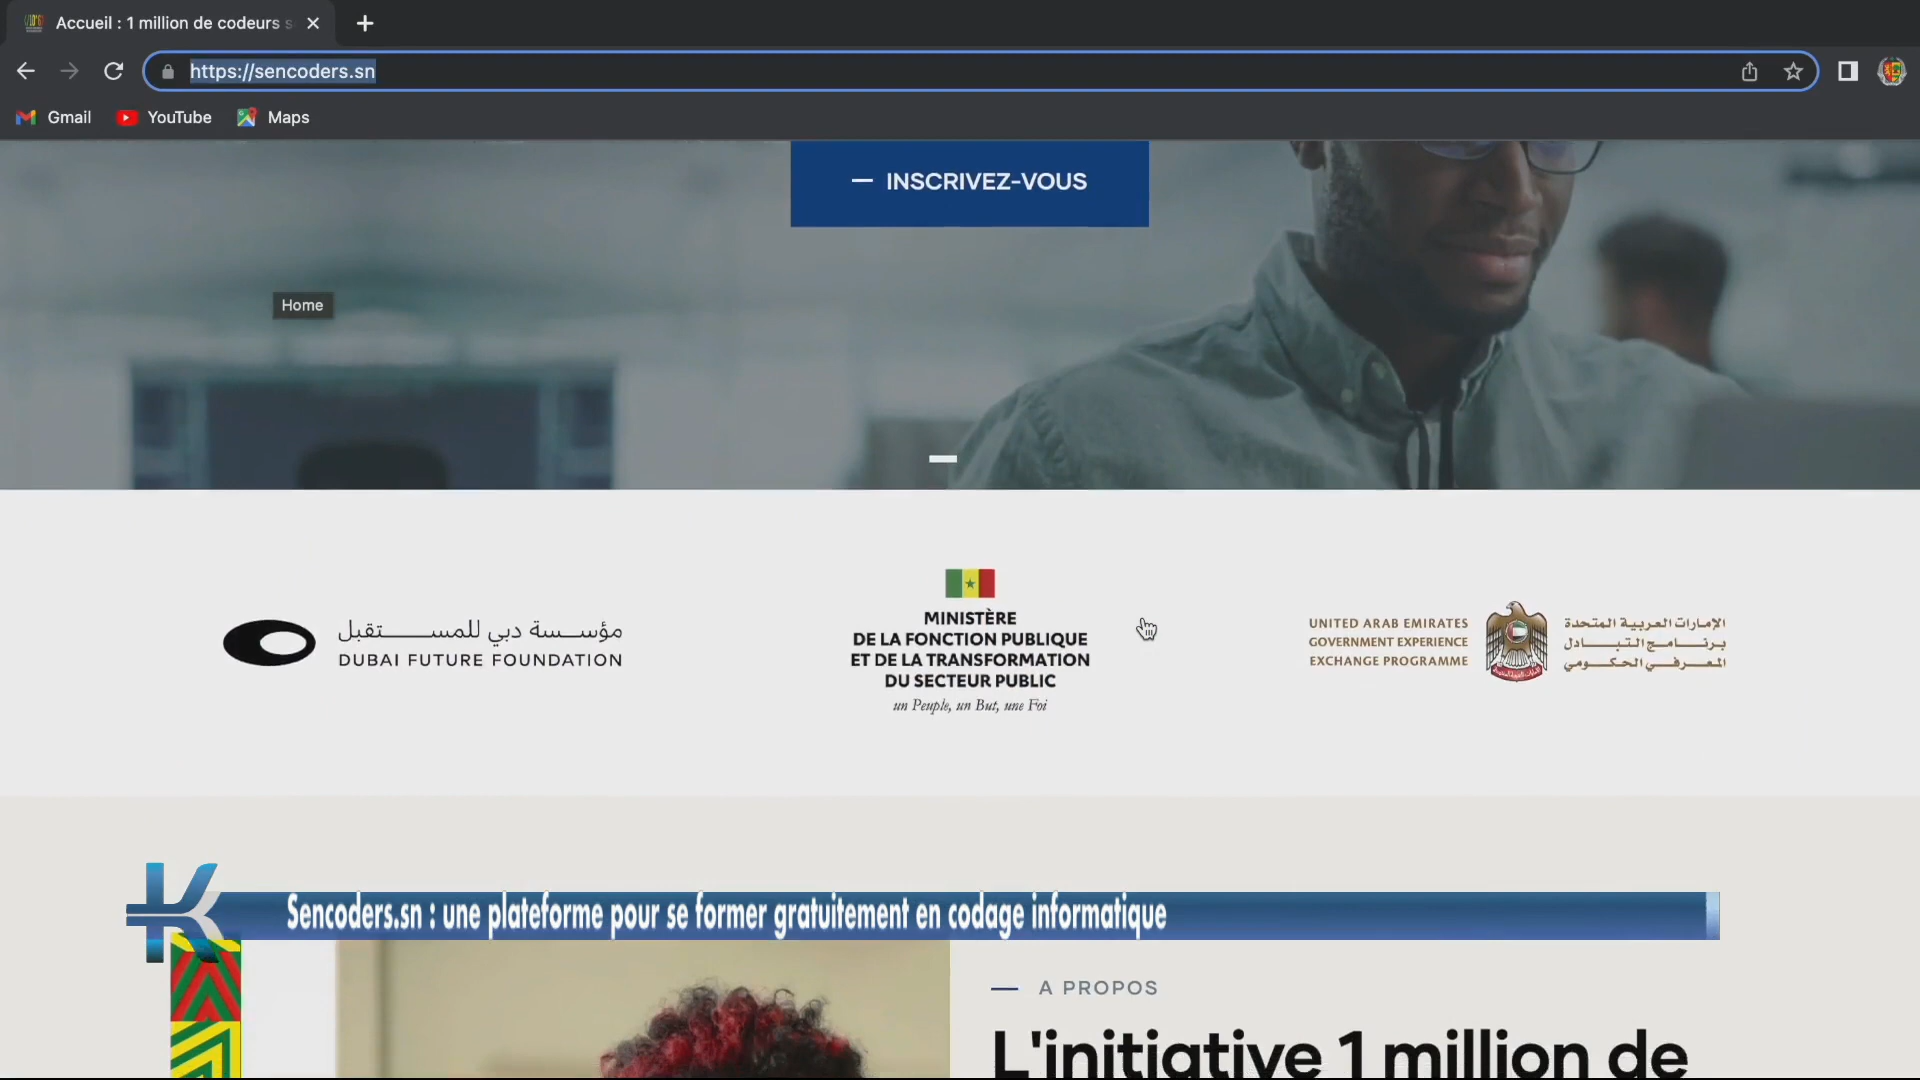 Accueil : 1 million de codeurs s
https://sencoders.sn
Gmail
YouTube
Maps
— INSCRIVEZ-VOUS
Home
مؤسسة دبي للمستقبل
DUBAI FUTURE FOUNDATION
MINISTÈRE
DE LA FONCTION PUBLIQUE
ET DE LA TRANSFORMATION
DU SECTEUR PUBLIC
un Peuple, un But, une Foi
UNITED ARAB EMIRATES
GOVERNMENT EXPERIENCE
EXCHANGE PROGRAMME
الإمارات العربية المتحدة
برنامج التبادل
المعرفي الحكومي
K
Sencoders.sn : une plateforme pour se former gratuitement en codage informatique
— A PROPOS
L'initiative 1 million de